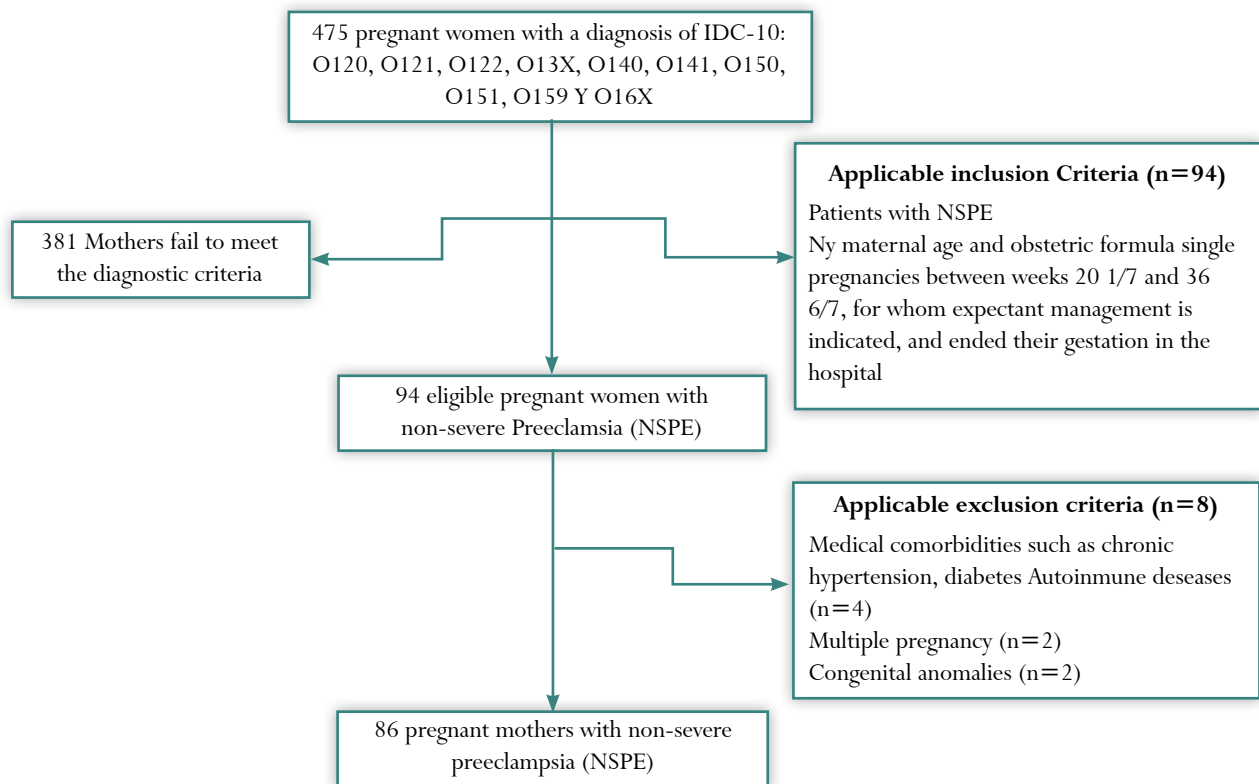 475 pregnant women with a diagnosis of IDC-10:
O120, O121, O122, O13X, O140, O141, O150,
O151, O159 Y O16X
Applicable inclusion Criteria (n=94)
Patients with NSPE
Ny maternal age and obstetric formula single
pregnancies between weeks 20 1/7 and 36
6/7, for whom expectant management is
indicated, and ended their gestation in the
hospital
381 Mothers fail to meet
the diagnostic criteria
94 eligible pregnant women with
non-severe Preeclamsia (NSPE)
Applicable exclusion criteria (n=8)
Medical comorbidities such as chronic
hypertension, diabetes Autoinmune deseases
(n=4)
Multiple pregnancy (n=2)
Congenital anomalies (n=2)
86 pregnant mothers with non-severe
preeclampsia (NSPE)